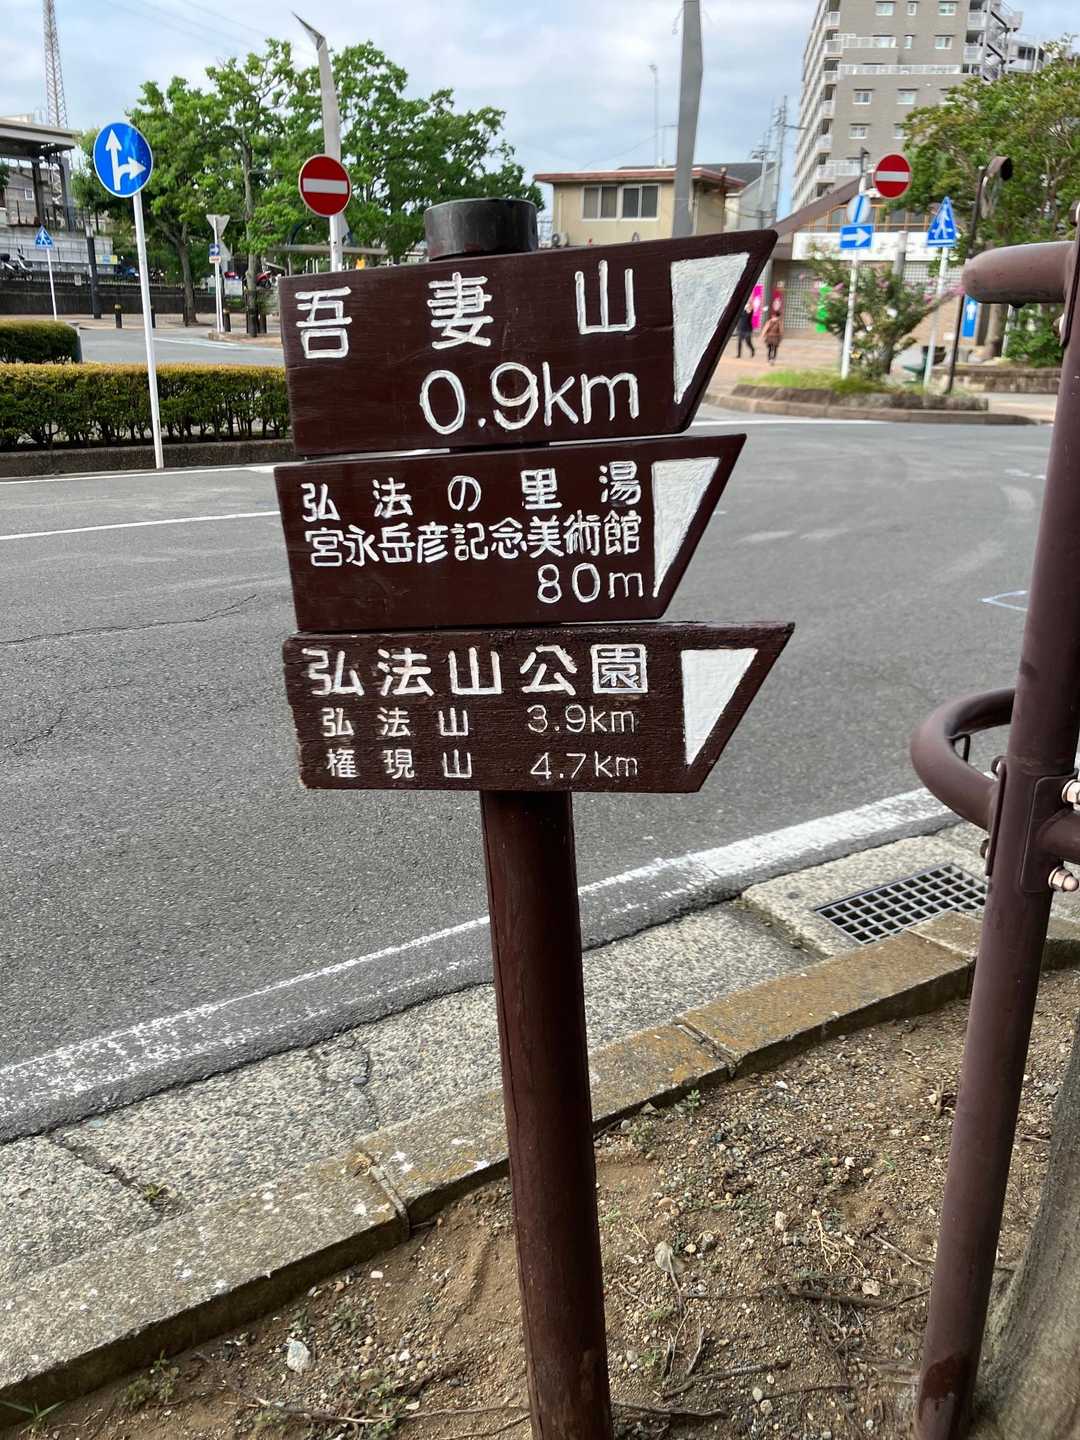 吾妻山
0.9km
弘法の里湯
宮永岳彦記念美術館
80m
弘法山公園
弘法山 3.9km
権現山 4.7km